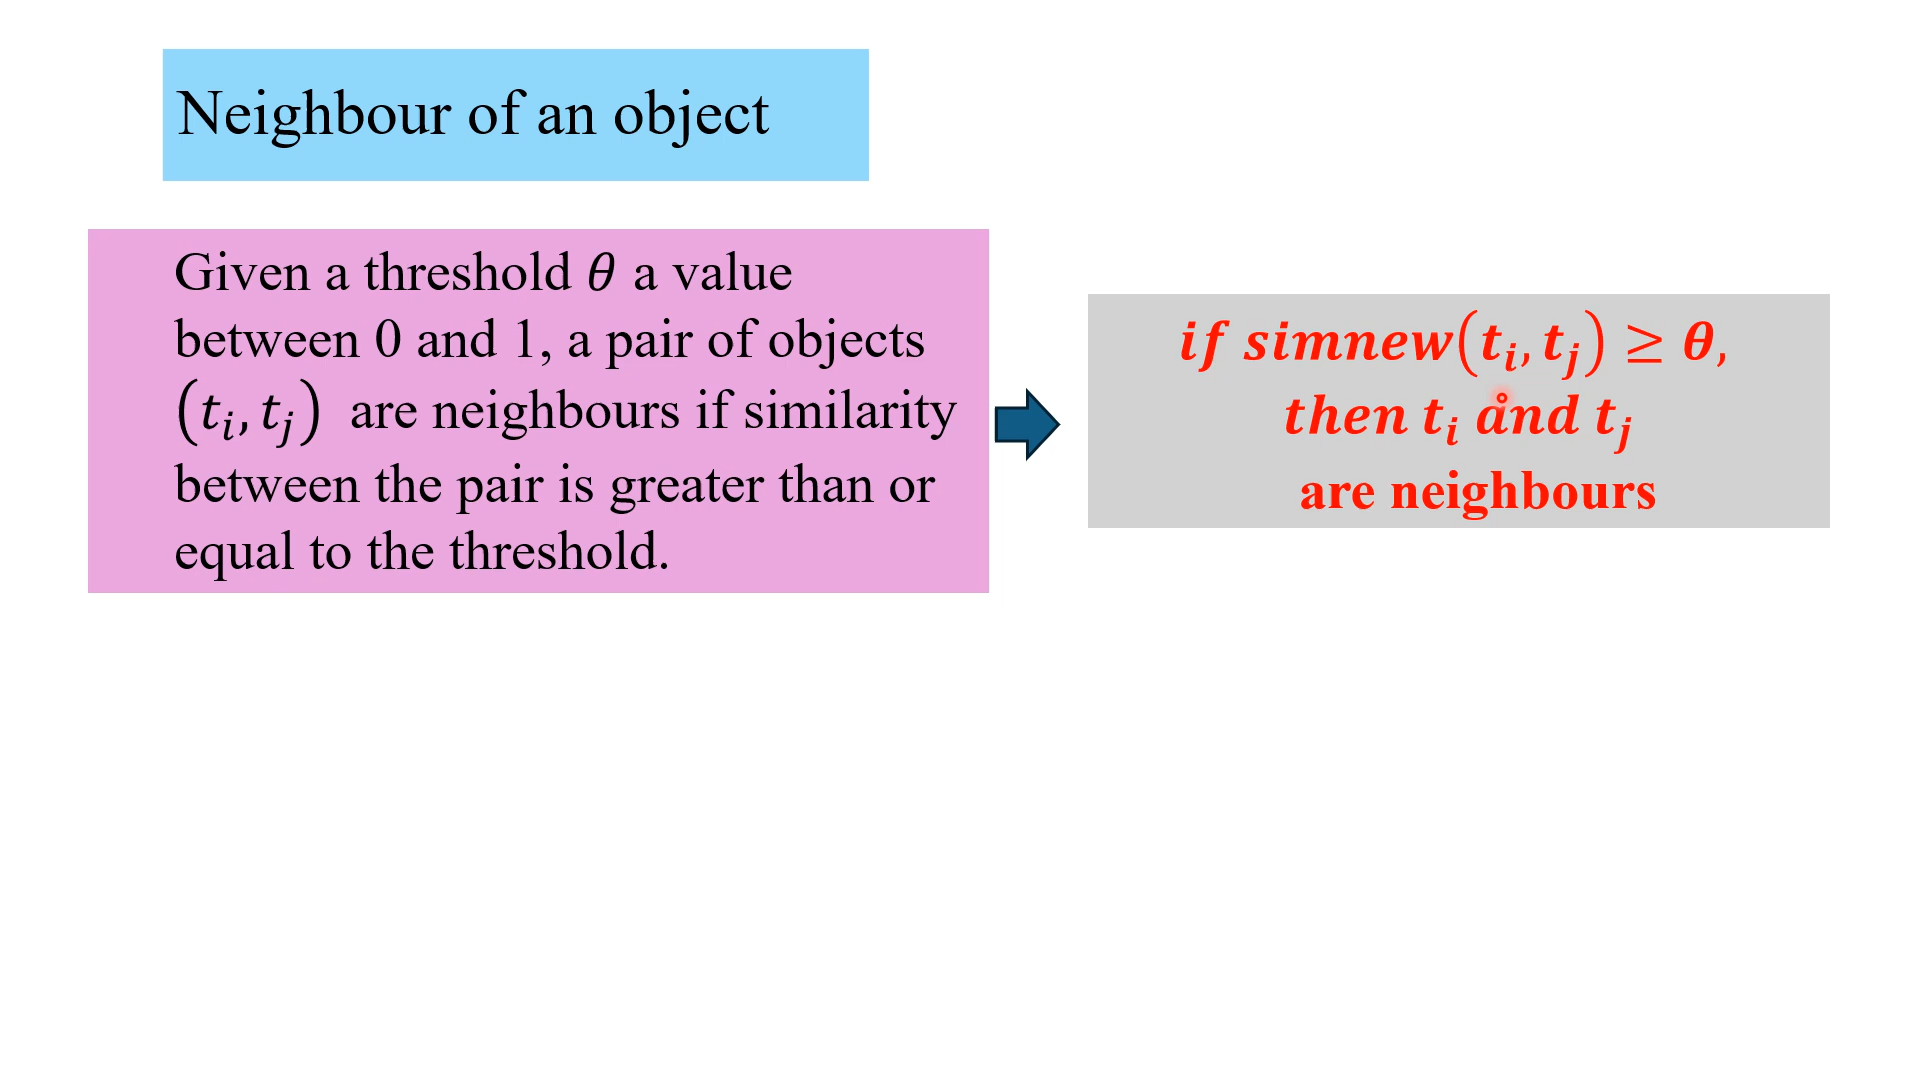 Neighbour of an object
Given a threshold θ a value
between 0 and 1, a pair of objects
(tᵢ, tⱼ) are neighbours if similarity
between the pair is greater than or
equal to the threshold.
if simnew(tᵢ, tⱼ) ≥ θ,
then tᵢ and tⱼ
are neighbours